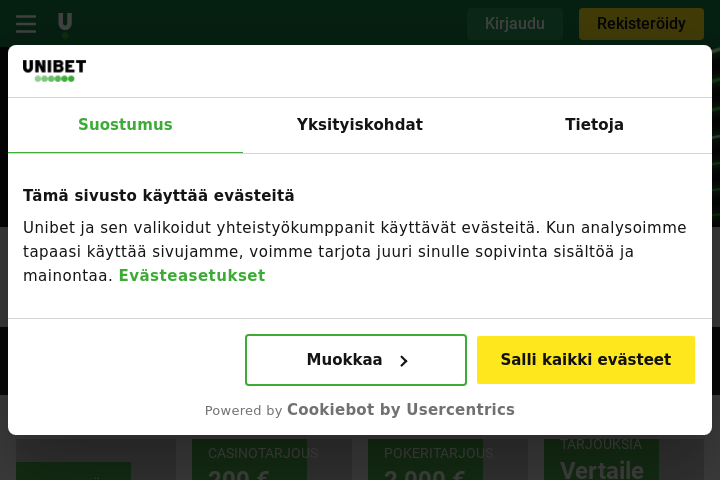 U
Kirjaudu
Rekisteröidy
UNIBET
Suostumus
Yksityiskohdat
Tietoja
Tämä sivusto käyttää evästeitä
Unibet ja sen valikoidut yhteistyökumppanit käyttävät evästeitä. Kun analysoimme
tapaasi käyttää sivujamme, voimme tarjota juuri sinulle sopivinta sisältöä ja
mainontaa. Evästeasetukset
Muokkaa
Salli kaikki evästeet
Powered by Cookiebot by Usercentrics
CASINOTARJOUS
200 €
POKERITARJOUS
2 000 €
TARJOUKSIA
Vertaile